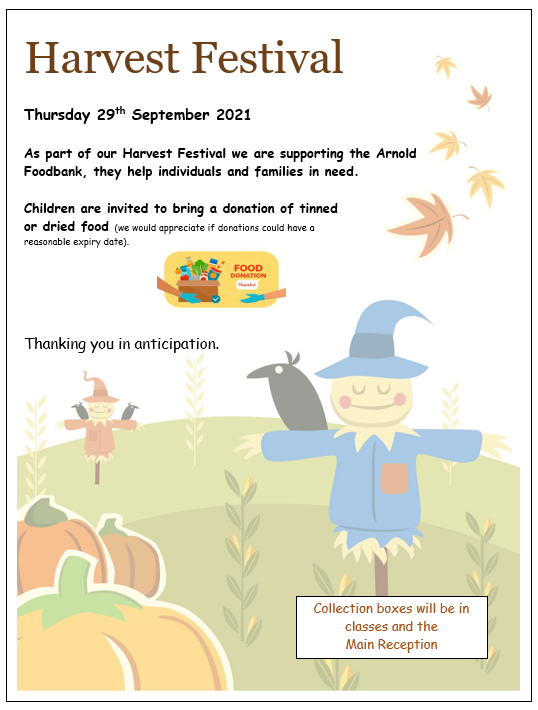 Harvest Festival
Thursday 29th September 2021
As part of our Harvest Festival we are supporting the Arnold
Foodbank, they help individuals and families in need.
Children are invited to bring a donation of tinned
or dried food (we would appreciate if donations could have a
reasonable expiry date).
FOOD
DONATION
Thanks!
Thanking you in anticipation.
Collection boxes will be in
classes and the
Main Reception